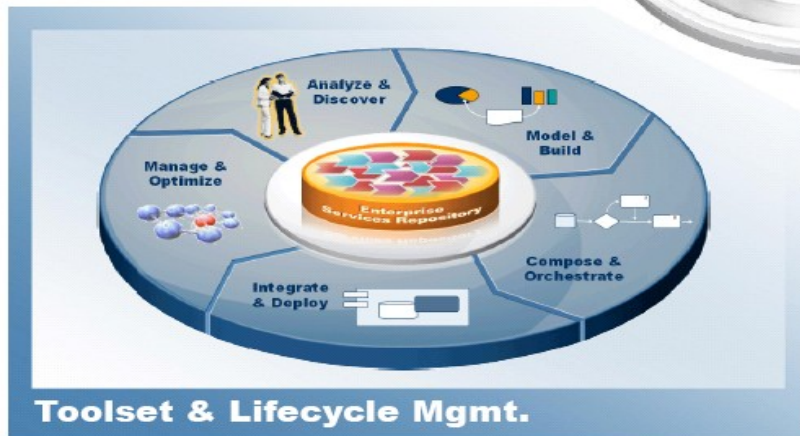 Analyze &
Discover
Model &
Build
Manage &
Optimize
Enterprise
Services Repository
Compose &
Orchestrate
Integrate
& Deploy
Toolset & Lifecycle Mgmt.